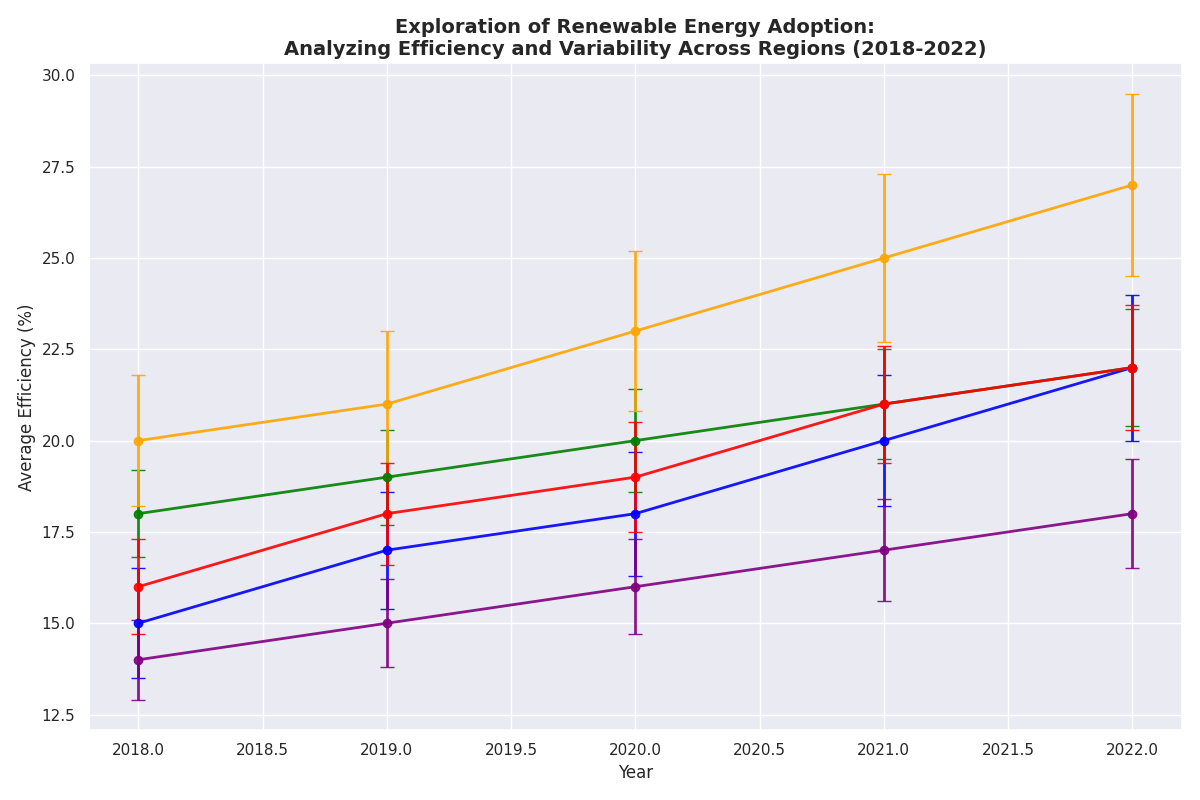 Exploration of Renewable Energy Adoption:
Analyzing Efficiency and Variability Across Regions (2018-2022)
Average Efficiency (%)
30.0
27.5
25.0
22.5
20.0
17.5
15.0
12.5
2018.0 2018.5 2019.0 2019.5 2020.0 2020.5 2021.0 2021.5 2022.0
Year